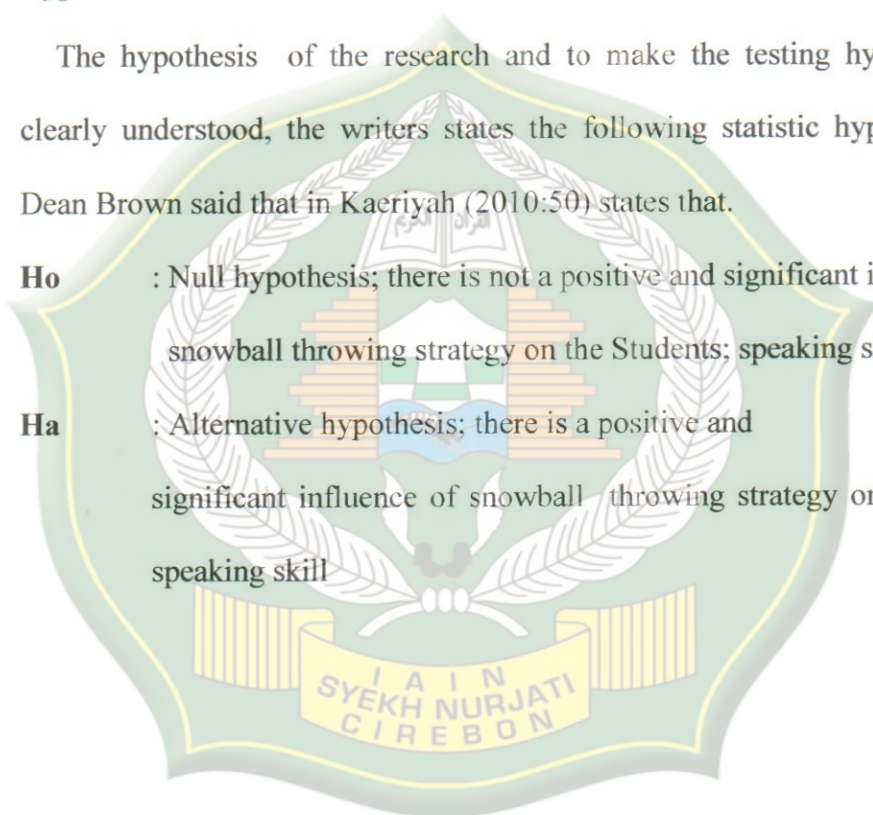 The hypothesis of the research and to make the testing hy
clearly understood, the writers states the following statistic hyp
Dean Brown said that in Kaeriyah (2010:50) states that.
Ho : Null hypothesis; there is not a positive and significant i
snowball throwing strategy on the Students; speaking s
Ha : Alternative hypothesis; there is a positive and
significant influence of snowball throwing strategy or
speaking skill
القرآن الكريم
I A I N
SYEKH NURJATI
CIREBON